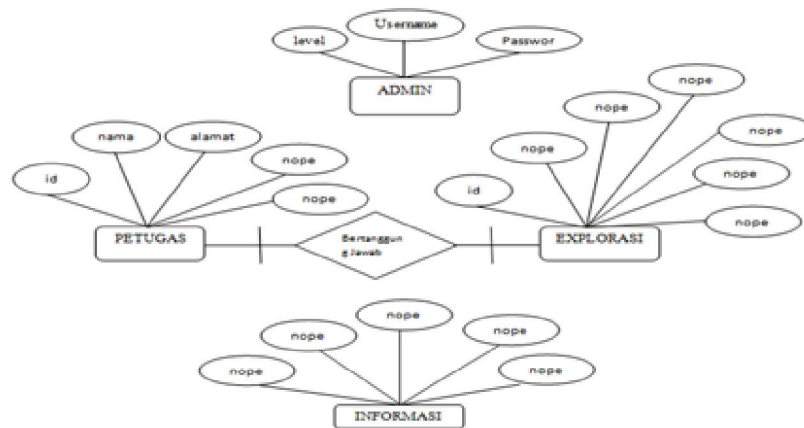 Username
level
Passwor
ADMIN
nope
nope
nama
alamat
nope
nope
nope
id
nope
id
nope
nope
PETUGAS
Bertanggun
g Jawab
EXPLORASI
nope
nope
nope
nope
nope
INFORMASI